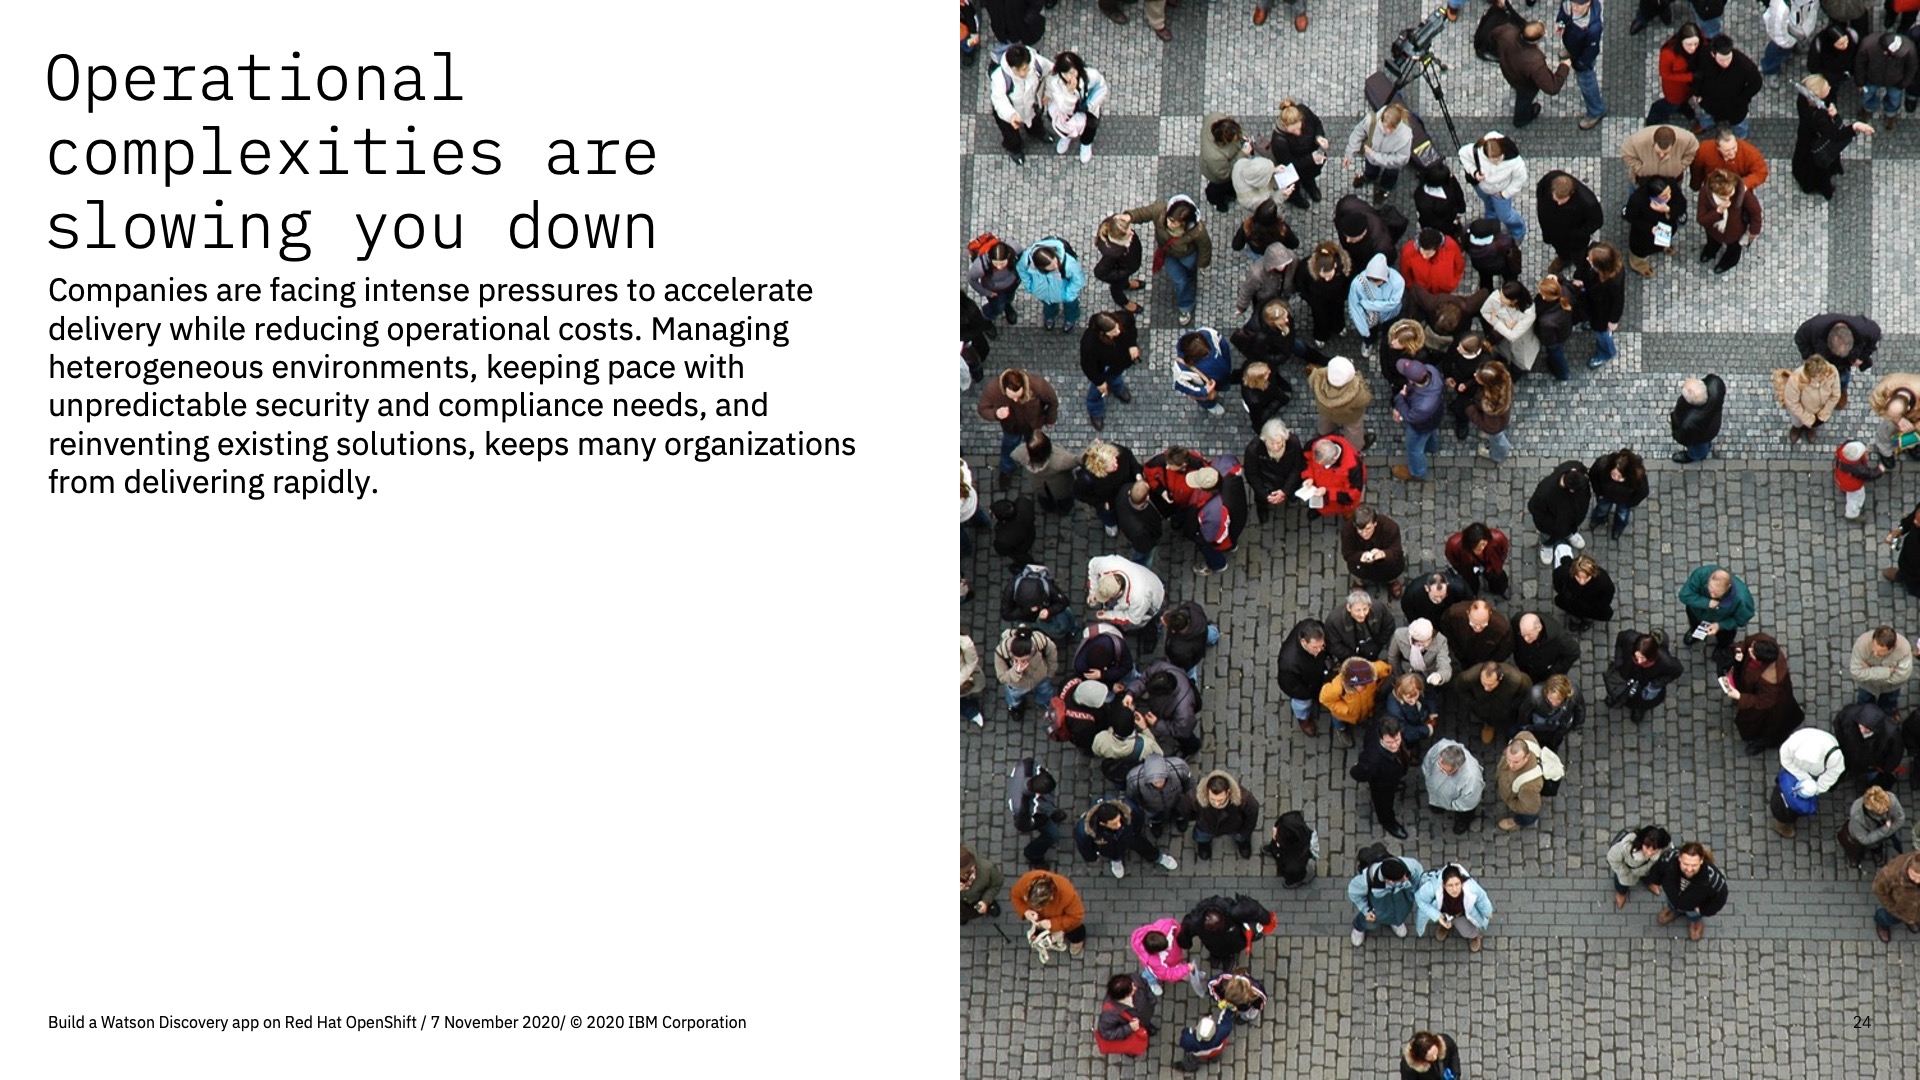 Operational
complexities are
slowing you down
Companies are facing intense pressures to accelerate
delivery while reducing operational costs. Managing
heterogeneous environments, keeping pace with
unpredictable security and compliance needs, and
reinventing existing solutions, keeps many organizations
from delivering rapidly.
Build a Watson Discovery app on Red Hat OpenShift / 7 November 2020/ © 2020 IBM Corporation
24